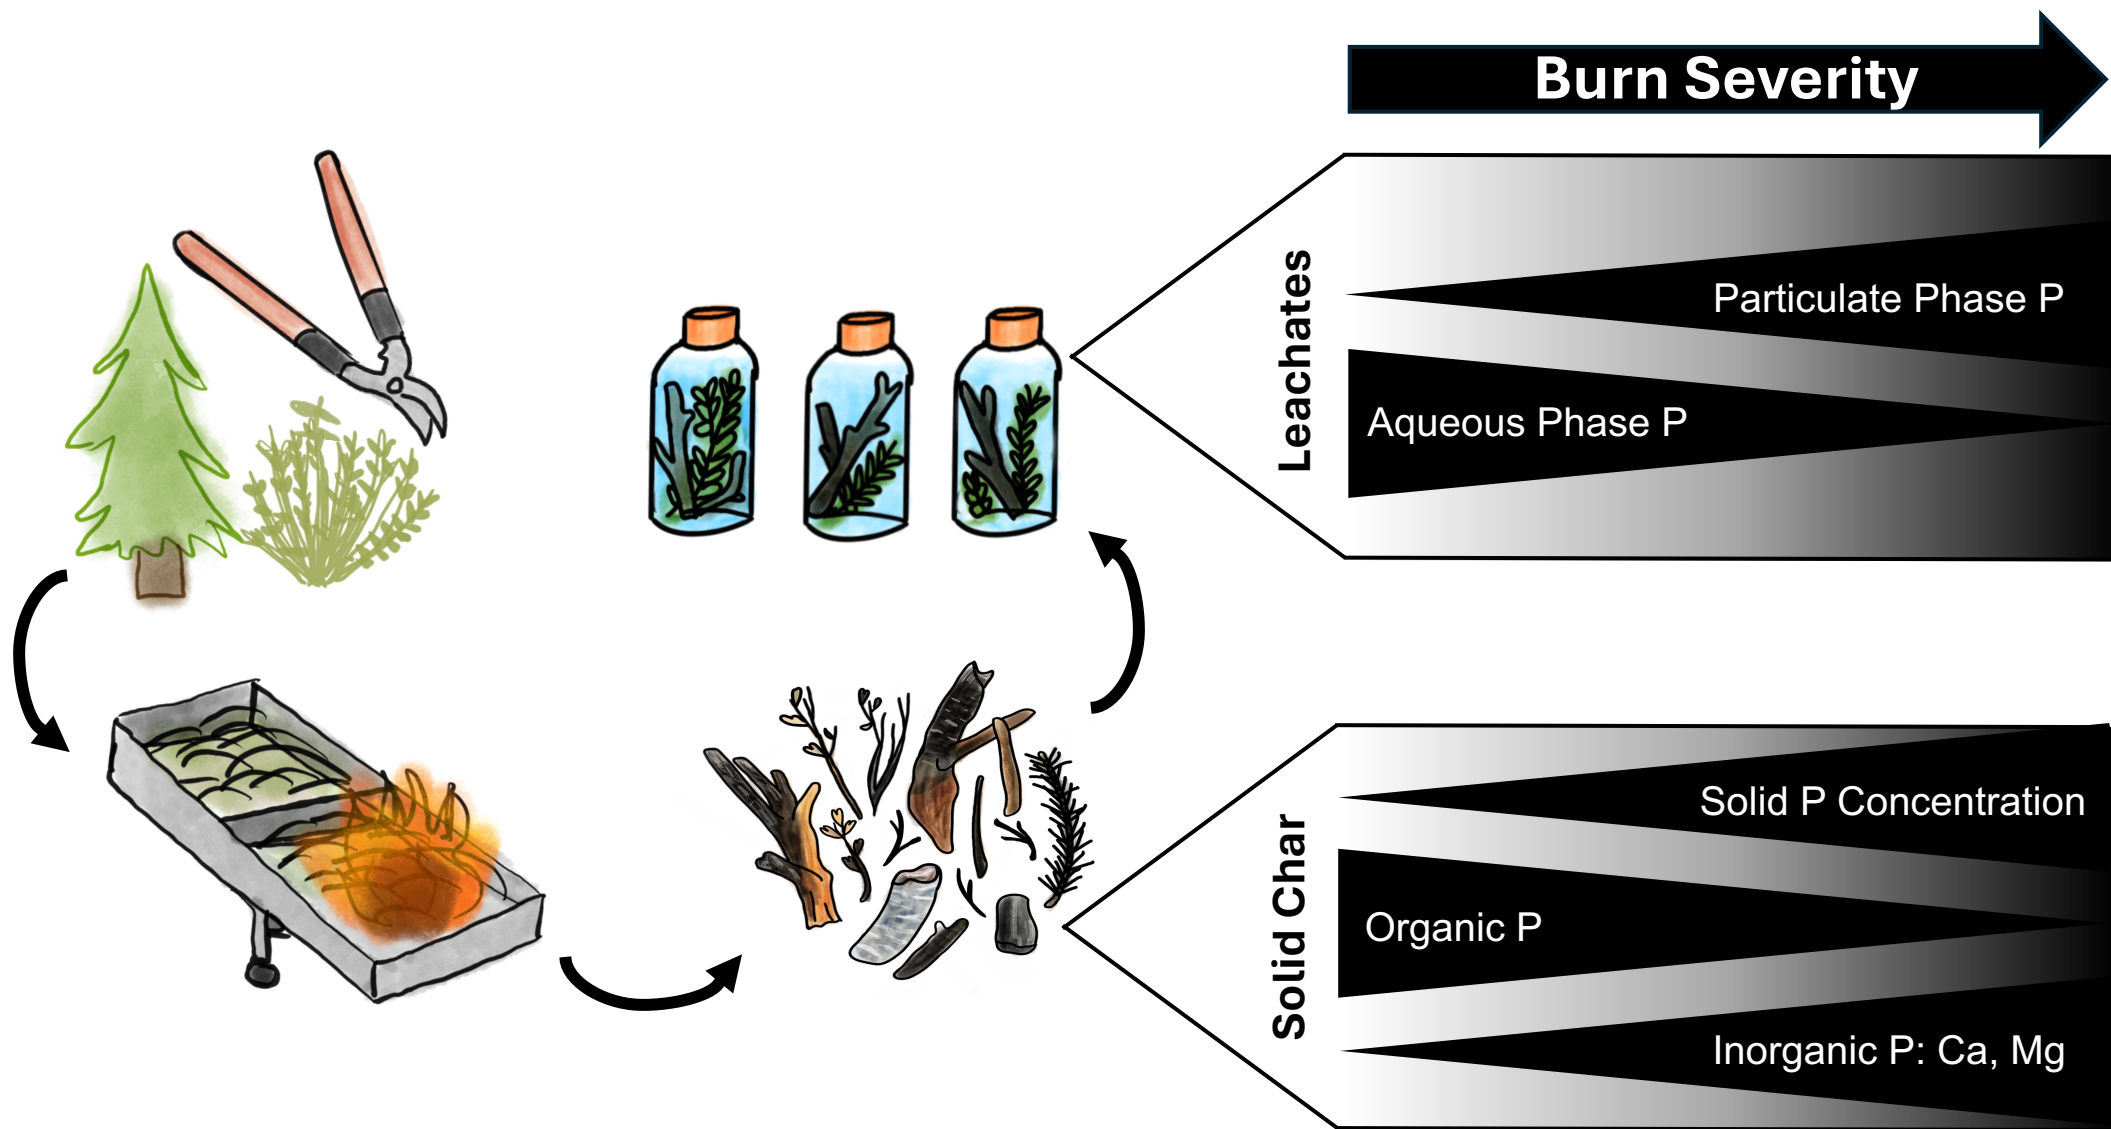 Burn Severity
Leachates
Particulate Phase P
Aqueous Phase P
Solid Char
Solid P Concentration
Organic P
Inorganic P: Ca, Mg